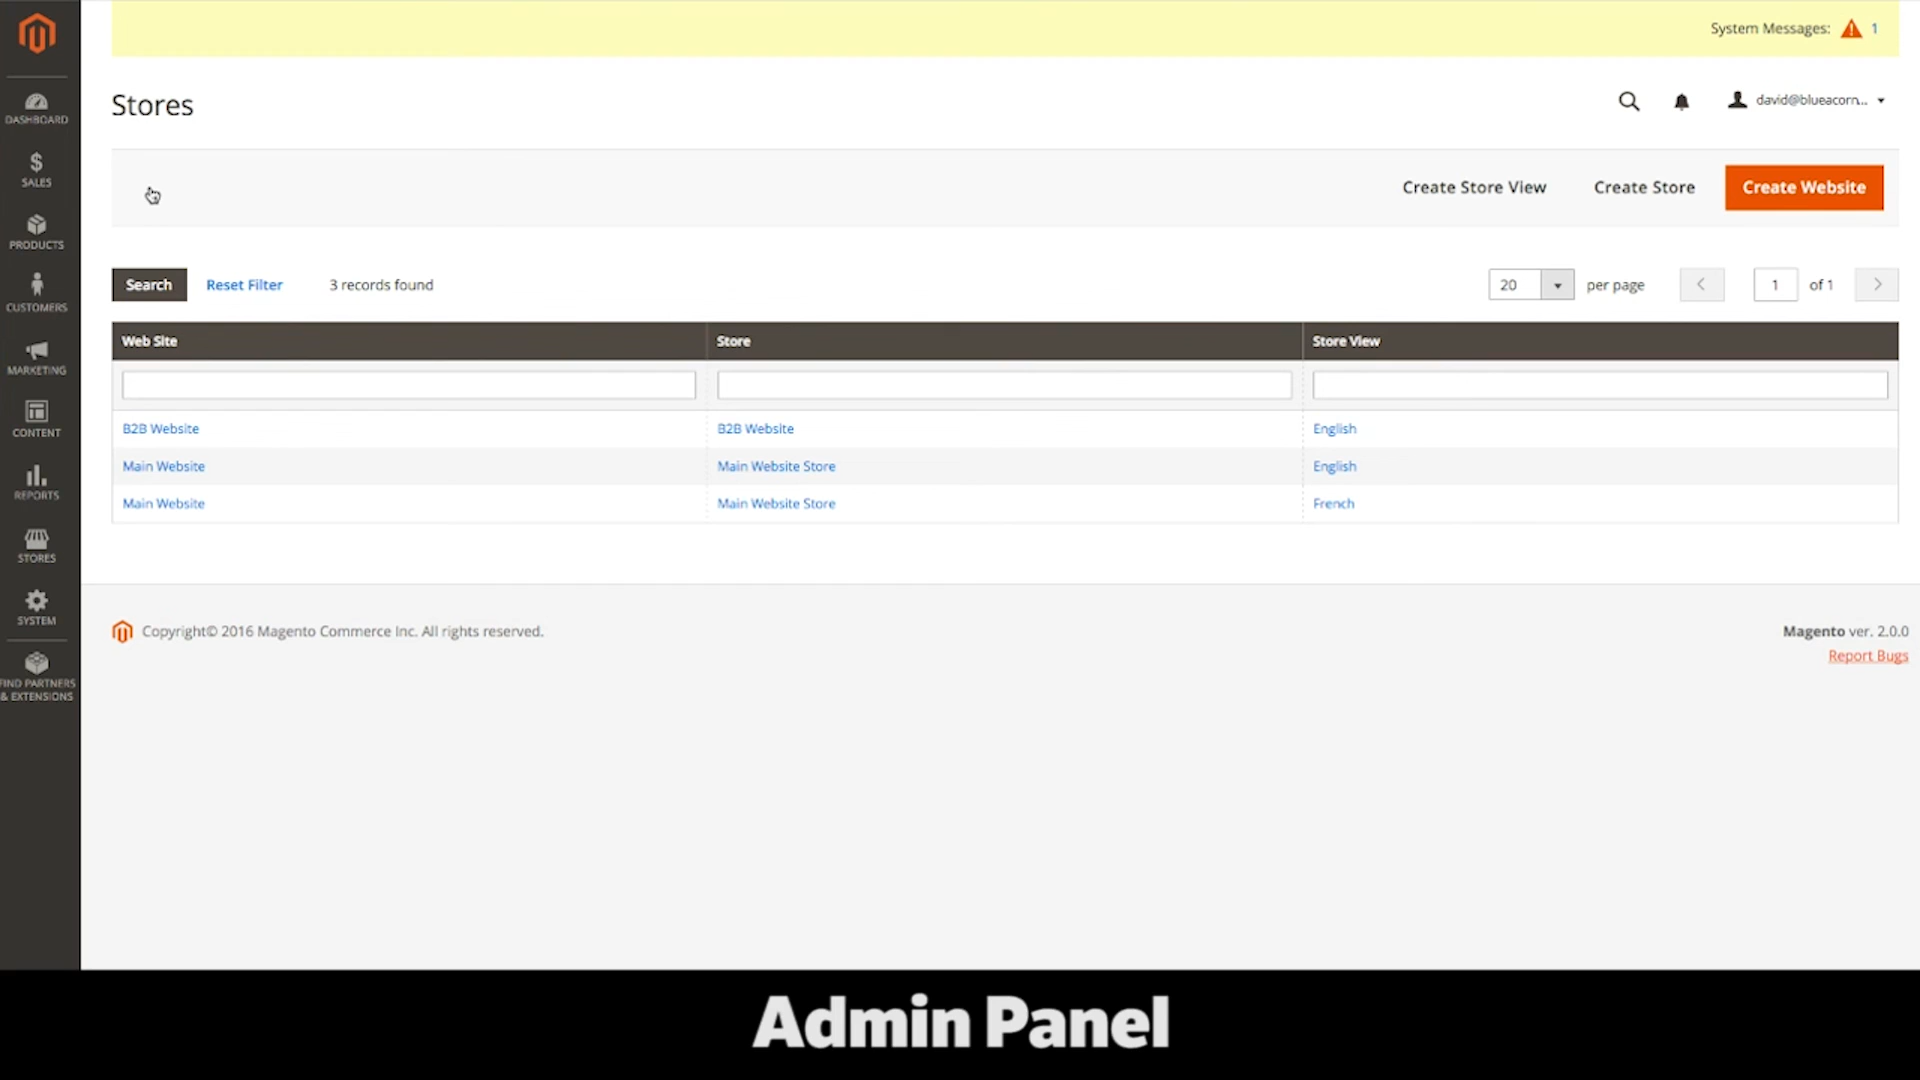 System Messages: 1
Stores
david@blueacorn...
DASHBOARD
SALES
PRODUCTS
CUSTOMERS
MARKETING
CONTENT
REPORTS
STORES
SYSTEM
FIND PARTNERS
& EXTENSIONS
Create Store View Create Store Create Website
Search Reset Filter 3 records found 20 per page 1 of 1
Web Site Store Store View
B2B Website B2B Website English
Main Website Main Website Store English
Main Website Main Website Store French
Copyright© 2016 Magento Commerce Inc. All rights reserved.
Magento ver. 2.0.0
Report Bugs
Admin Panel